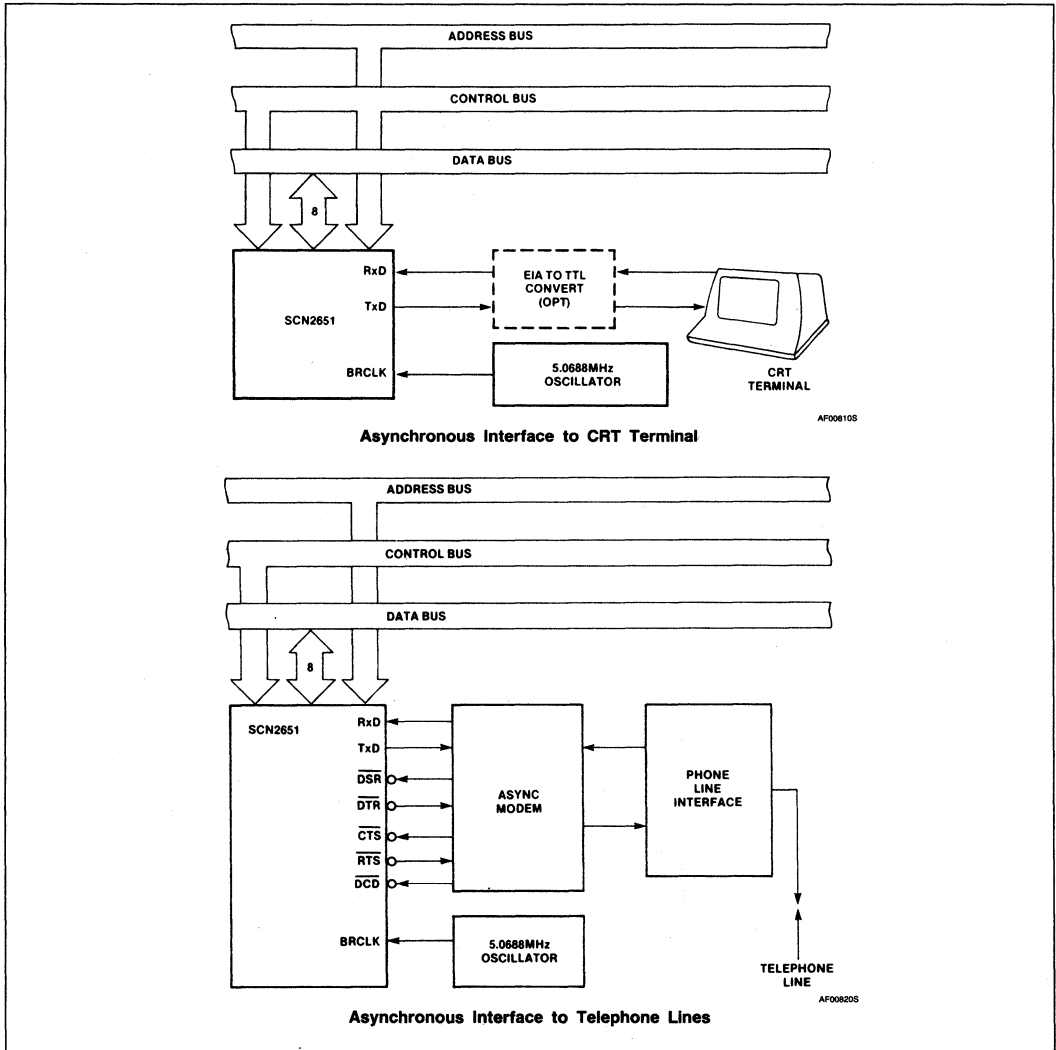 ADDRESS BUS
CONTROL BUS
DATA BUS
8
SCN2651
RxD
TxD
BRCLK
EIA TO TTL
CONVERT
(OPT)
5.0688MHz
OSCILLATOR
CRT
TERMINAL
AF00810S
Asynchronous Interface to CRT Terminal
ADDRESS BUS
CONTROL BUS
DATA BUS
8
SCN2651
RxD
TxD
DSR
DTR
CTS
RTS
DCD
BRCLK
ASYNC
MODEM
PHONE
LINE
INTERFACE
5.0688MHz
OSCILLATOR
TELEPHONE
LINE
AF00820S
Asynchronous Interface to Telephone Lines